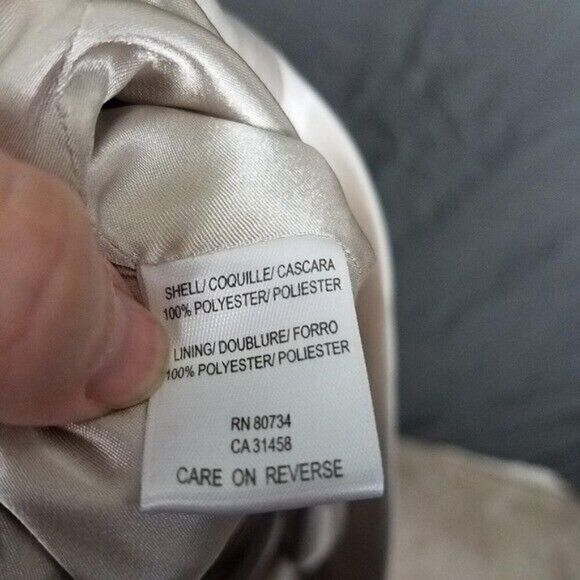 SHELL/ COQUILLE/ CASCARA
100% POLYESTER/ POLIESTER
LINING/ DOUBLURE/ FORRO
100% POLYESTER/ POLIESTER
RN 80734
CA 31458
CARE ON REVERSE